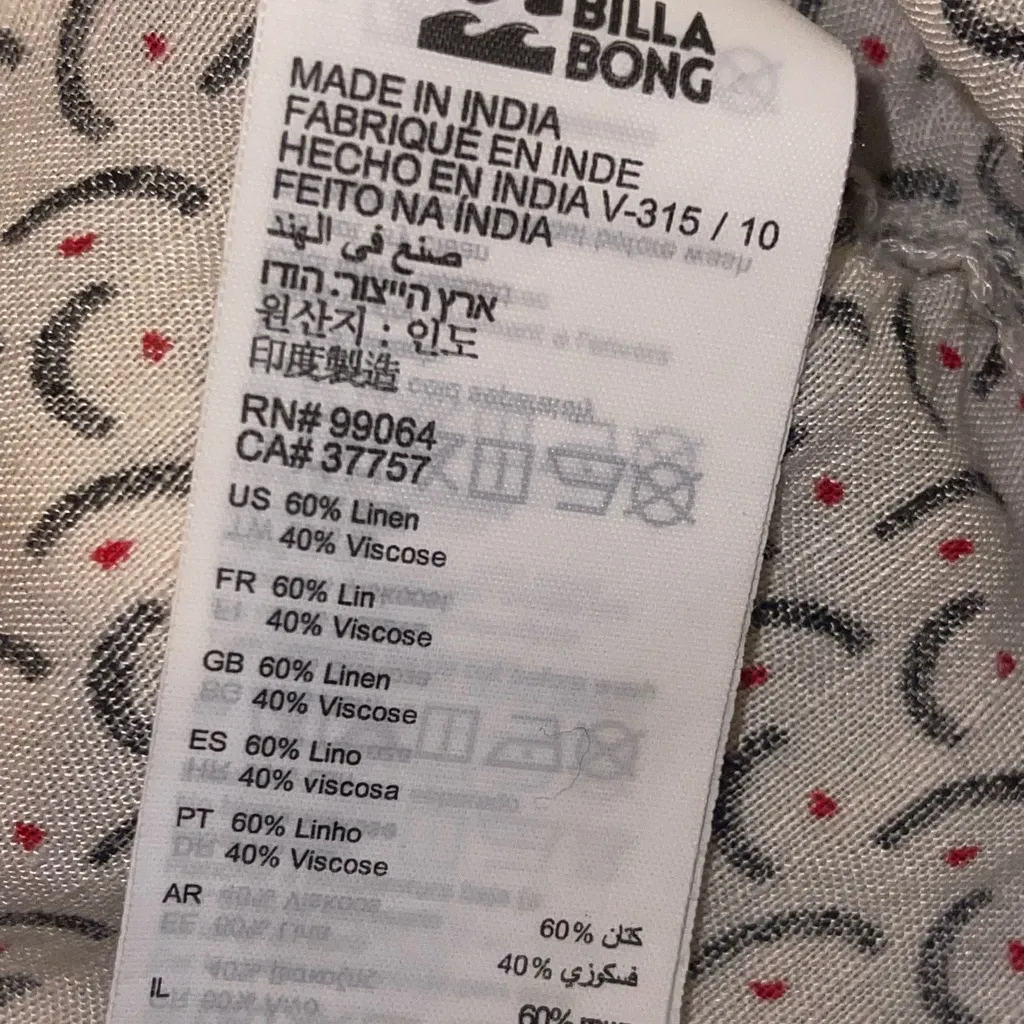 BILLA
BONG
MADE IN INDIA
FABRIQUÉ EN INDE
HECHO EN INDIA V-315 / 10
FEITO NA ÍNDIA
صنع في الهند
ארץ הייצור: הודו
원산지 : 인도
印度製造
RN# 99064
CA# 37757
US 60% Linen
40% Viscose
FR 60% Lin
40% Viscose
GB 60% Linen
40% Viscose
ES 60% Lino
40% viscosa
PT 60% Linho
40% Viscose
AR
60% كتان
40% فسكوزي
IL
60%